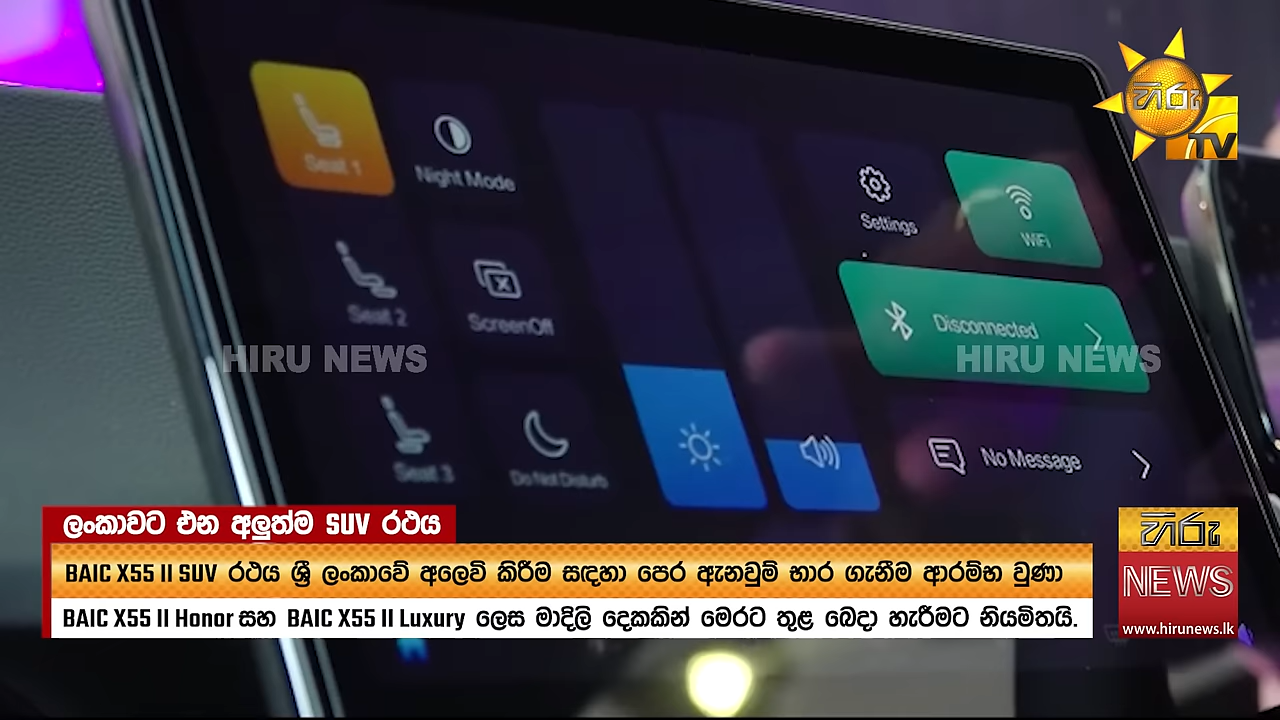 හිරු
TV
Seat 1
Night Mode
Settings
WiFi
Seat 2
ScreenOff
Disconnected
HIRU NEWS
HIRU NEWS
Seat 3
Do Not Disturb
No Message
ලංකාවට එන අලුත්ම SUV රථය
BAIC X55 II SUV රථය ශ්‍රී ලංකාවේ අලෙවි කිරීම සඳහා පෙර ඇනවුම් භාර ගැනීම ආරම්භ වුණා
BAIC X55 II Honor සහ BAIC X55 II Luxury ලෙස මාදිලි දෙකකින් මෙරට තුළ බෙදා හැරීමට නියමිතයි.
හිරු
NEWS
www.hirunews.lk